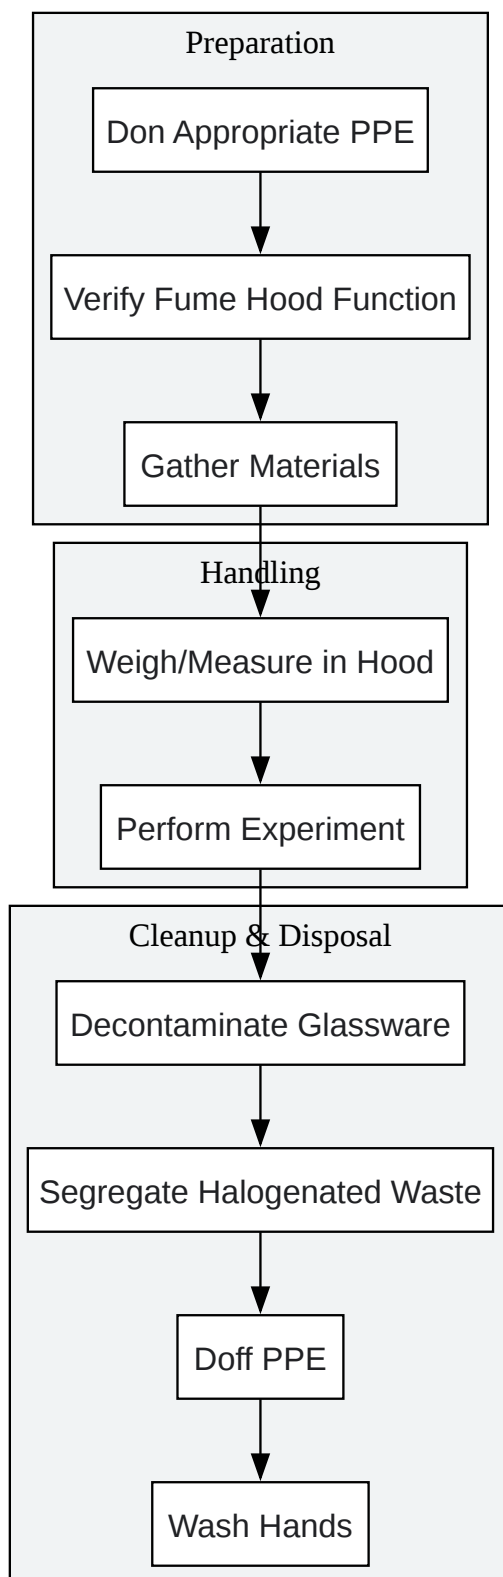 Preparation
Don Appropriate PPE
Verify Fume Hood Function
Gather Materials
Handling
Weigh/Measure in Hood
Perform Experiment
Cleanup & Disposal
Decontaminate Glassware
Segregate Halogenated Waste
Doff PPE
Wash Hands